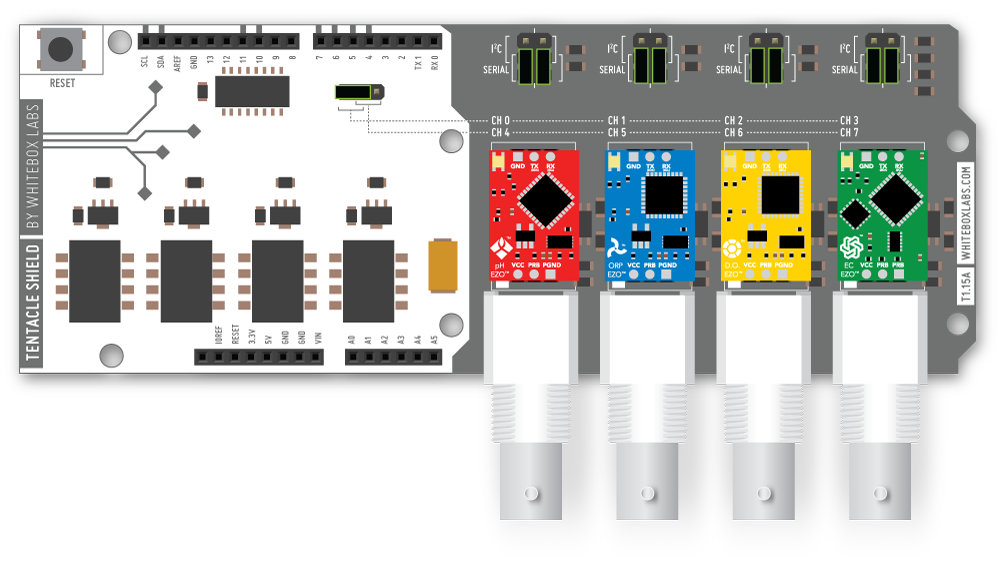 RESET
SCL
SDA
AREF
GND
13
12
11
10
9
8
7
6
5
4
3
2
TX 1
RX 0
I²C
SERIAL
I²C
SERIAL
I²C
SERIAL
I²C
SERIAL
CH 0 CH 1 CH 2 CH 3
CH 4 CH 5 CH 6 CH 7
TENTACLE SHIELD BY WHITEBOX LABS
GND TX RX
pH
EZO™
VCC PRB PGND
GND TX RX
ORP
EZO™
VCC PRB PGND
GND TX RX
D.O.
EZO™
VCC PRB PGND
GND TX RX
EC
EZO™
VCC PRB PRB
T1.15A WHITEBOXLABS.COM
IOREF
RESET
3.3V
5V
GND
GND
VIN
A0
A1
A2
A3
A4
A5